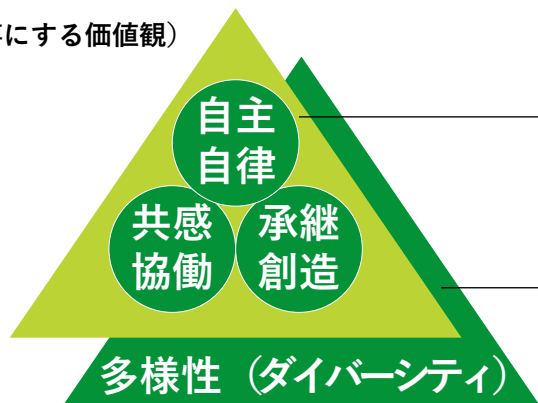 にする価値観）
自主
自律
共感
協働
承継
創造
多様性（ダイバーシティ）